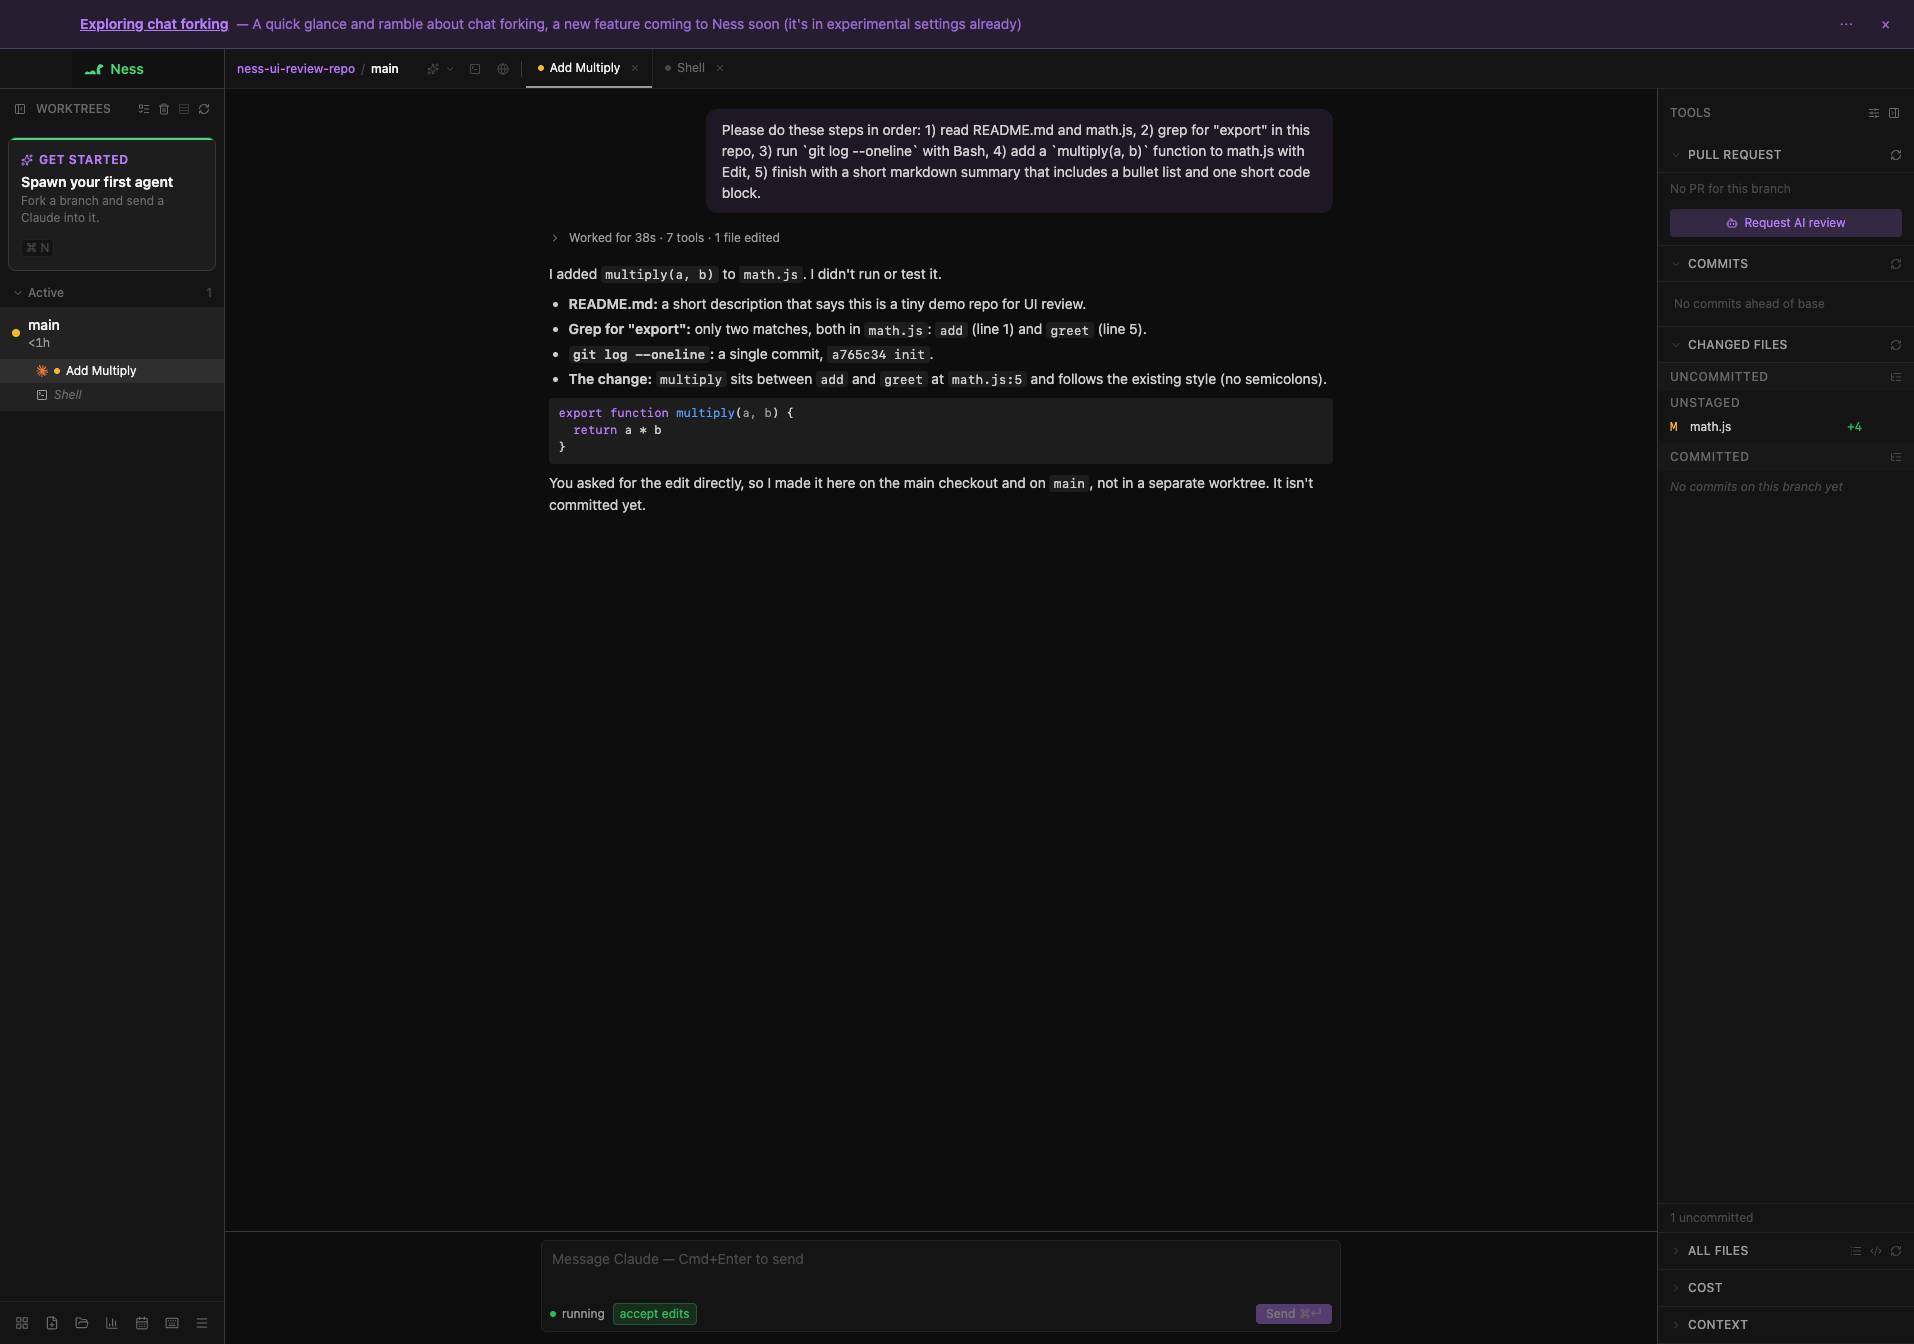 Exploring chat forking — A quick glance and ramble about chat forking, a new feature coming to Ness soon (it's in experimental settings already)
Ness
ness-ui-review-repo / main
Add Multiply
Shell
WORKTREES
GET STARTED
Spawn your first agent
Fork a branch and send a
Claude into it.
⌘ N
Active 1
main
<1h
Add Multiply
Shell
Please do these steps in order: 1) read README.md and math.js, 2) grep for "export" in this
repo, 3) run `git log --oneline` with Bash, 4) add a `multiply(a, b)` function to math.js with
Edit, 5) finish with a short markdown summary that includes a bullet list and one short code
block.
Worked for 38s · 7 tools · 1 file edited
I added multiply(a, b) to math.js. I didn't run or test it.
• README.md: a short description that says this is a tiny demo repo for UI review.
• Grep for "export": only two matches, both in math.js: add (line 1) and greet (line 5).
• git log --oneline: a single commit, a765c34 init.
• The change: multiply sits between add and greet at math.js:5 and follows the existing style (no semicolons).
export function multiply(a, b) {
  return a * b
}
You asked for the edit directly, so I made it here on the main checkout and on main, not in a separate worktree. It isn't
committed yet.
Message Claude — Cmd+Enter to send
running
accept edits
Send ⌘↵
TOOLS
PULL REQUEST
No PR for this branch
Request AI review
COMMITS
No commits ahead of base
CHANGED FILES
UNCOMMITTED
UNSTAGED
M math.js +4
COMMITTED
No commits on this branch yet
1 uncommitted
ALL FILES
COST
CONTEXT